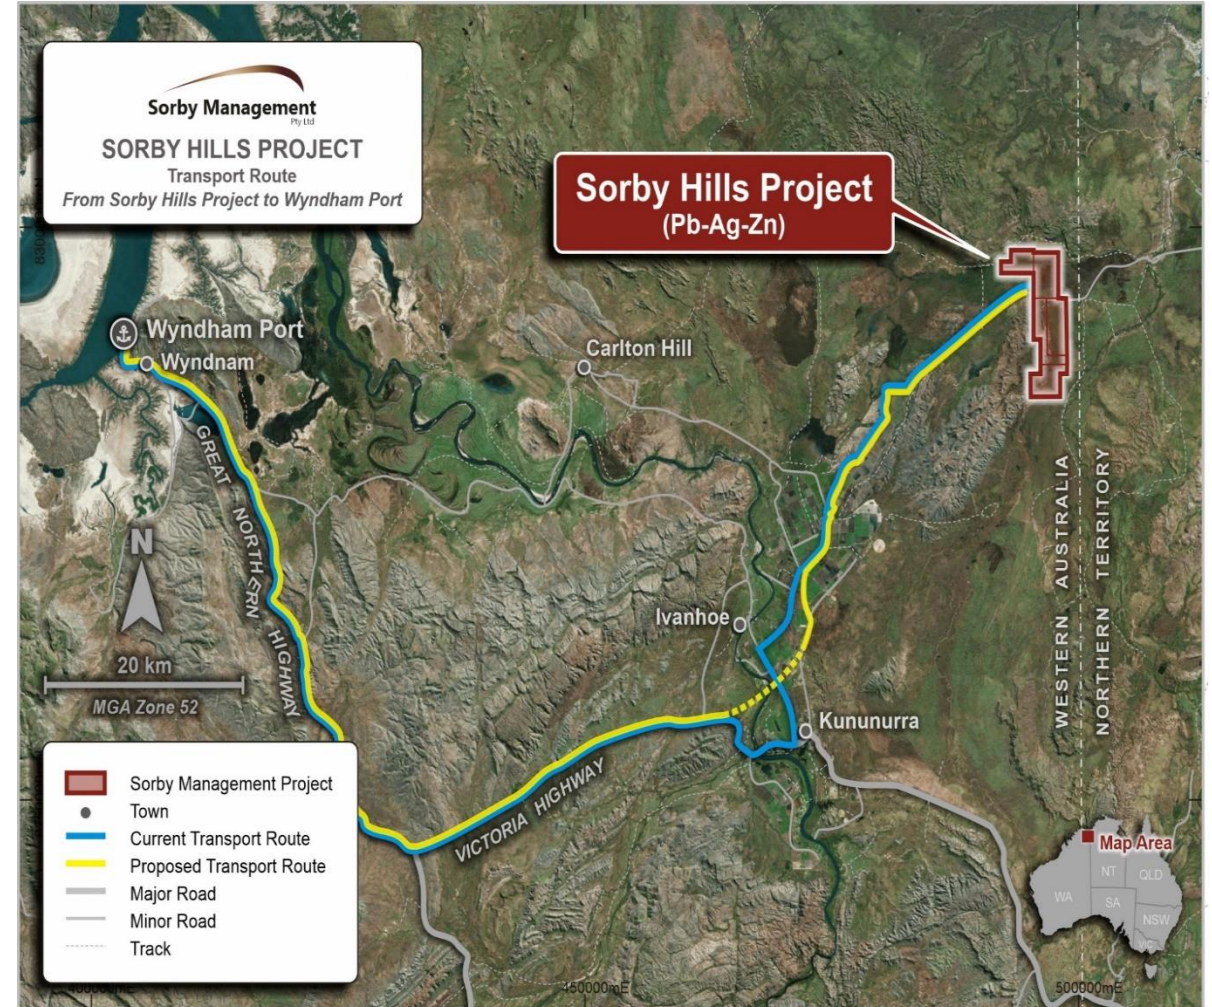 Sorby Management
Pty Ltd
SORBY HILLS PROJECT
Transport Route
From Sorby Hills Project to Wyndham Port
Sorby Hills Project
(Pb-Ag-Zn)
Wyndham Port
Wyndnam
Carlton Hill
GREAT NORTHERN HIGHWAY
WESTERN AUSTRALIA
NORTHERN TERRITORY
N
20 km
MGA Zone 52
Ivanhoe
Kununurra
VICTORIA HIGHWAY
Sorby Management Project
Town
Current Transport Route
Proposed Transport Route
Major Road
Minor Road
Track
Map Area
WA
NT
QLD
SA
NSW
VIC
450000mE
500000mE